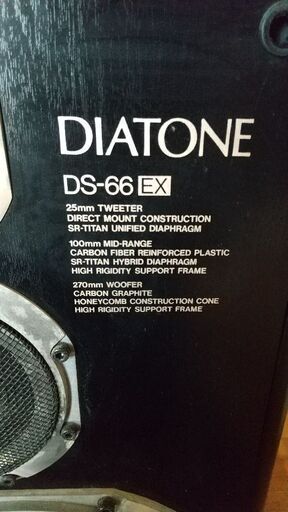 DIATONE
DS-66 EX
25mm TWEETER
DIRECT MOUNT CONSTRUCTION
SR-TITAN UNIFIED DIAPHRAGM
100mm MID-RANGE
CARBON FIBER REINFORCED PLASTIC
SR-TITAN HYBRID DIAPHRAGM
HIGH RIGIDITY SUPPORT FRAME
270mm WOOFER
CARBON GRAPHITE
HONEYCOMB CONSTRUCTION CONE
HIGH RIGIDITY SUPPORT FRAME